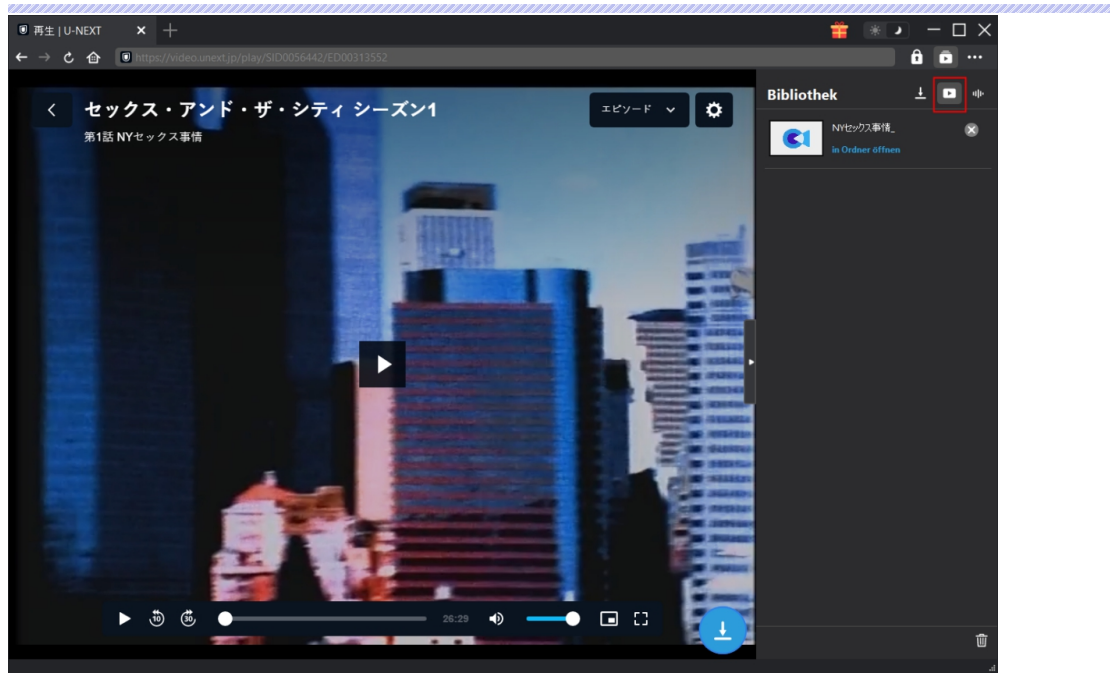 再生 | U-NEXT
https://video.unext.jp/play/SID0056442/ED00313552
セックス・アンド・ザ・シティ シーズン1
第1話 NYセックス事情
エピソード
Bibliothek
NYセックス事情_
in Ordner öffnen
10
30
26:29